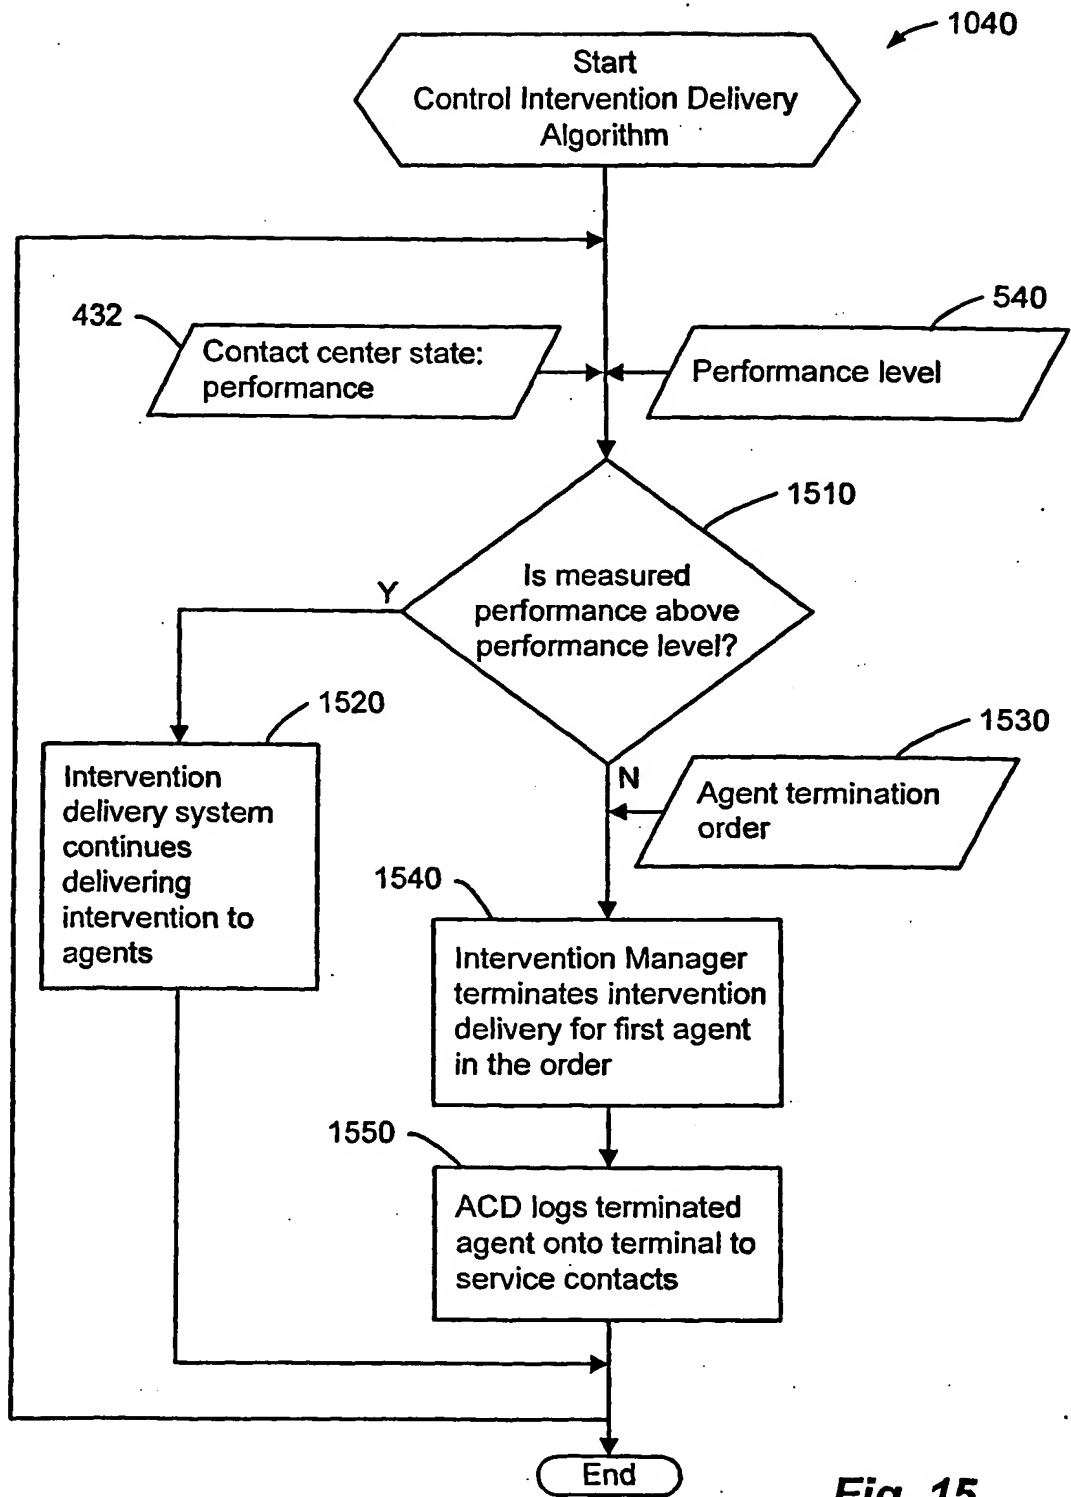 1040
Start
Control Intervention Delivery
Algorithm
432
Contact center state:
performance
540
Performance level
1510
Is measured
performance above
performance level?
Y
1520
Intervention
delivery system
continues
delivering
intervention to
agents
N
1530
Agent termination
order
1540
Intervention Manager
terminates intervention
delivery for first agent
in the order
1550
ACD logs terminated
agent onto terminal to
service contacts
End
Fig. 15